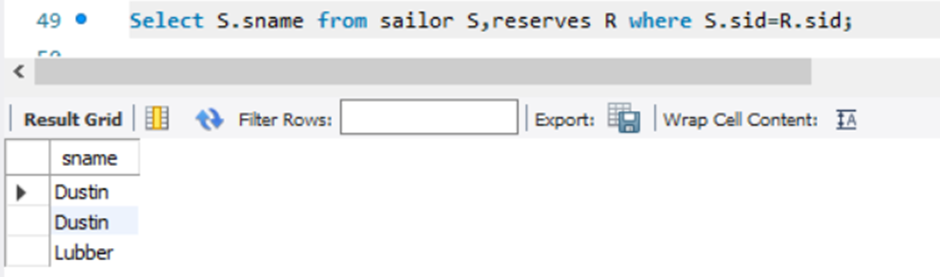 49 Select S.sname from sailor S,reserves R where S.sid=R.sid;
Result Grid Filter Rows: Export: Wrap Cell Content: IA
sname
Dustin
Dustin
Lubber